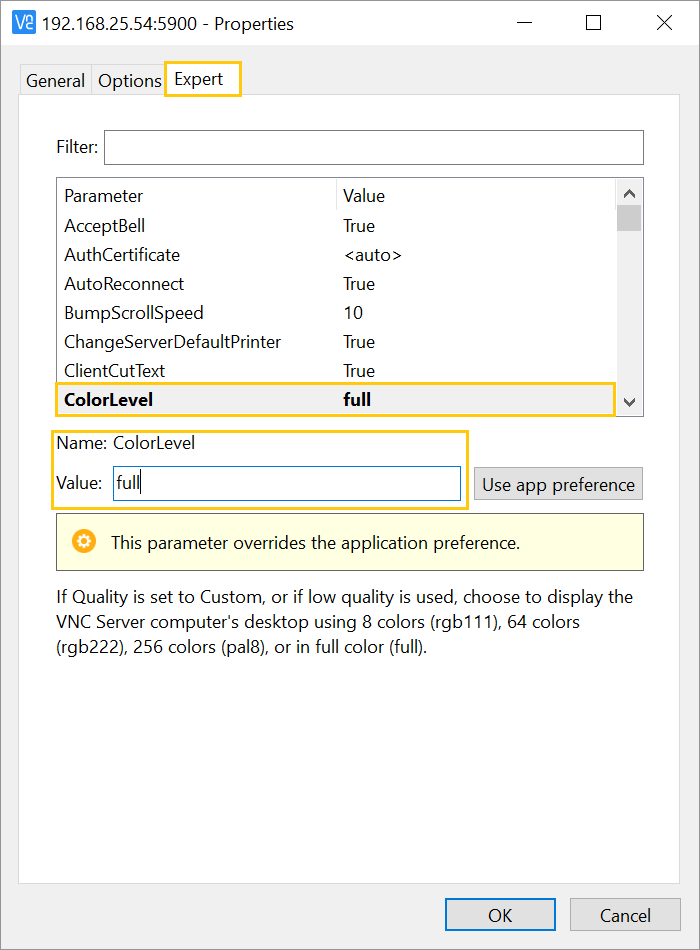 192.168.25.54:5900 - Properties
General Options Expert
Filter:
Parameter Value
AcceptBell True
AuthCertificate <auto>
AutoReconnect True
BumpScrollSpeed 10
ChangeServerDefaultPrinter True
ClientCutText True
ColorLevel full
Name: ColorLevel
Value: full
Use app preference
This parameter overrides the application preference.
If Quality is set to Custom, or if low quality is used, choose to display the
VNC Server computer's desktop using 8 colors (rgb111), 64 colors
(rgb222), 256 colors (pal8), or in full color (full).
OK Cancel